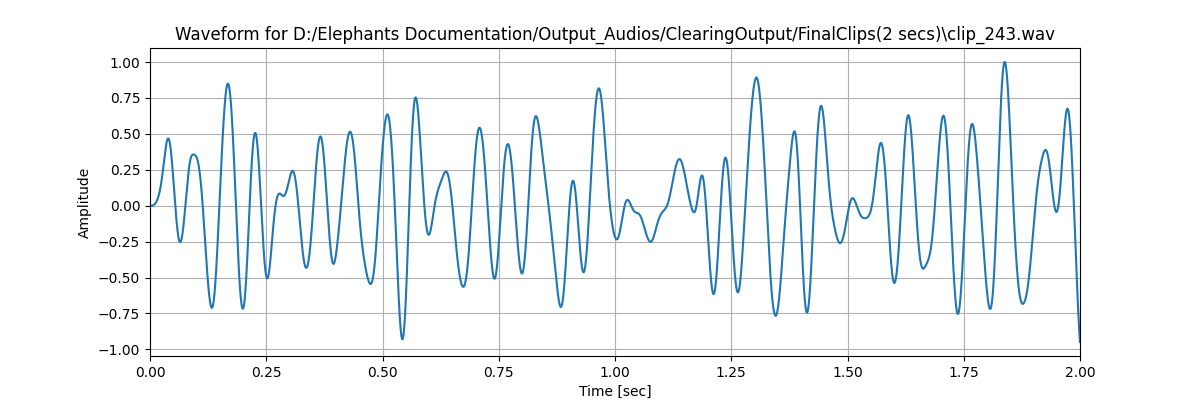 Waveform for D:/Elephants Documentation/Output_Audios/ClearingOutput/FinalClips(2 secs)\clip_243.wav
1.00
0.75
0.50
0.25
0.00
−0.25
−0.50
−0.75
−1.00
Amplitude
0.00 0.25 0.50 0.75 1.00 1.25 1.50 1.75 2.00
Time [sec]